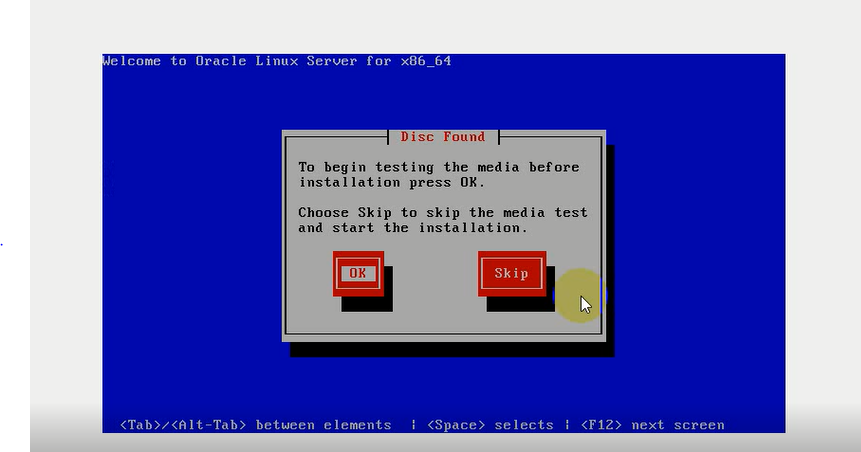 Welcome to Oracle Linux Server for x86_64
Disc Found
To begin testing the media before
installation press OK.
Choose Skip to skip the media test
and start the installation.
OK
Skip
<Tab>/<Alt-Tab> between elements | <Space> selects | <F12> next screen